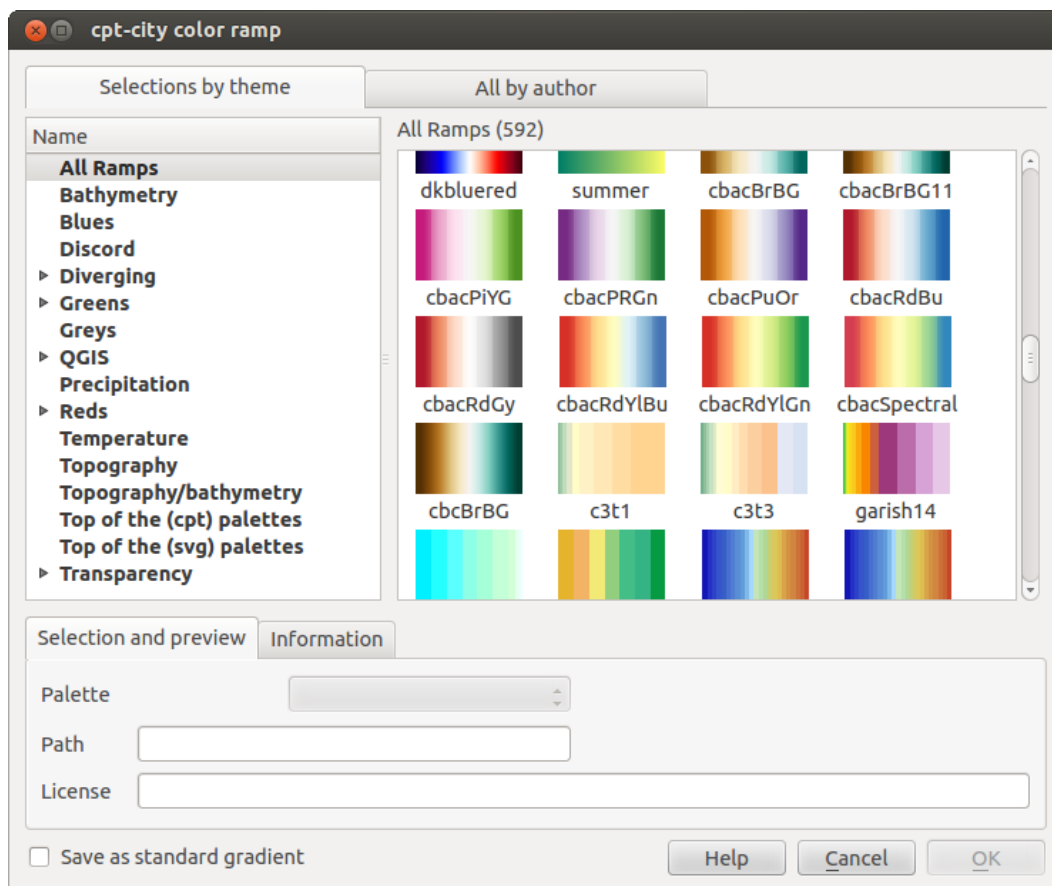 cpt-city color ramp
Selections by theme
All by author
Name
All Ramps
Bathymetry
Blues
Discord
Diverging
Greens
Greys
QGIS
Precipitation
Reds
Temperature
Topography
Topography/bathymetry
Top of the (cpt) palettes
Top of the (svg) palettes
Transparency
All Ramps (592)
dkbluered summer cbacBrBG cbacBrBG11
cbacPiYG cbacPRGn cbacPuOr cbacRdBu
cbacRdGy cbacRdYlBu cbacRdYlGn cbacSpectral
cbcBrBG c3t1 c3t3 garish14
Selection and preview
Information
Palette
Path
License
Save as standard gradient
Help
Cancel
OK